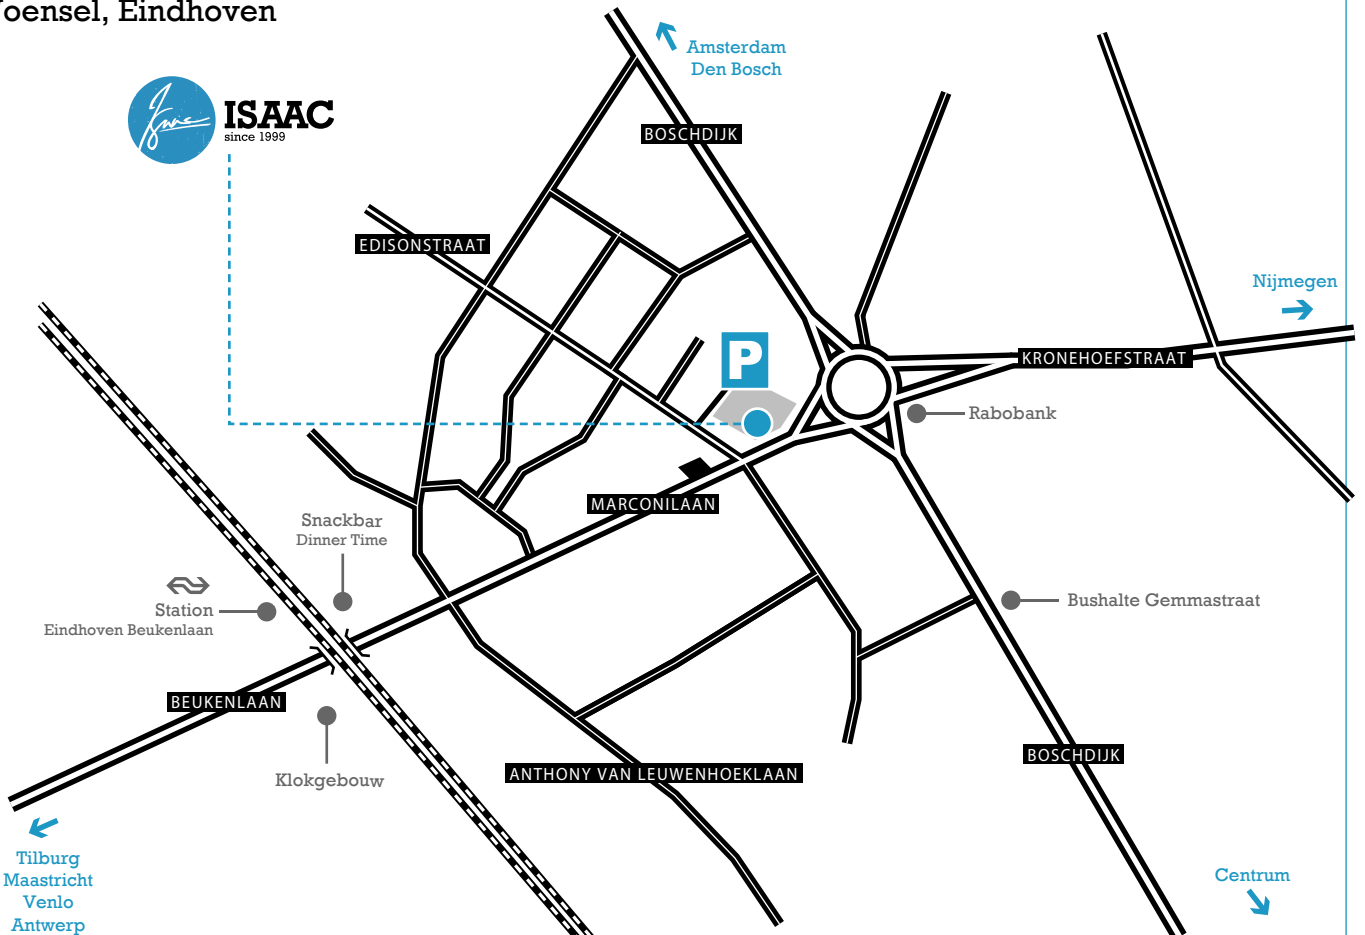 oensel, Eindhoven
Amsterdam
Den Bosch
ISAAC
since 1999
BOSCHDIJK
EDISONSTRAAT
Nijmegen
P
KRONEHOEFSTRAAT
Rabobank
MARCONILAAN
Snackbar
Dinner Time
Station
Eindhoven Beukenlaan
Bushalte Gemmastraat
BEUKENLAAN
Klokgebouw
ANTHONY VAN LEUWENHOEKLAAN
BOSCHDIJK
Tilburg
Maastricht
Venlo
Antwerp
Centrum